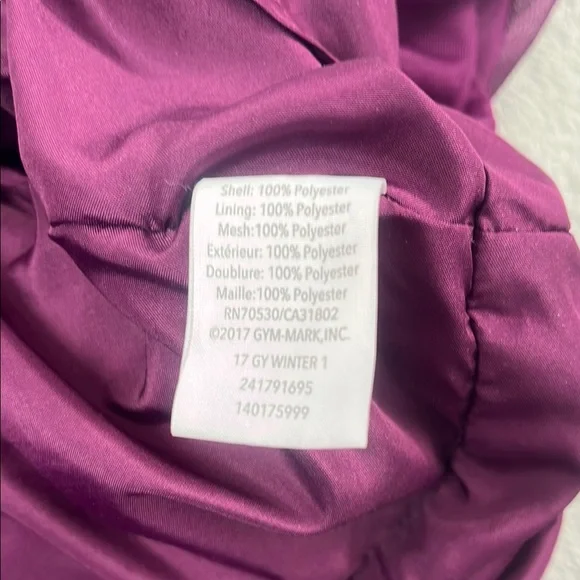 Shell: 100% Polyester
Lining: 100% Polyester
Mesh:100% Polyester
Extérieur: 100% Polyester
Doublure: 100% Polyester
Maille:100% Polyester
RN70530/CA31802
©2017 GYM-MARK,INC.
17 GY WINTER 1
241791695
140175999